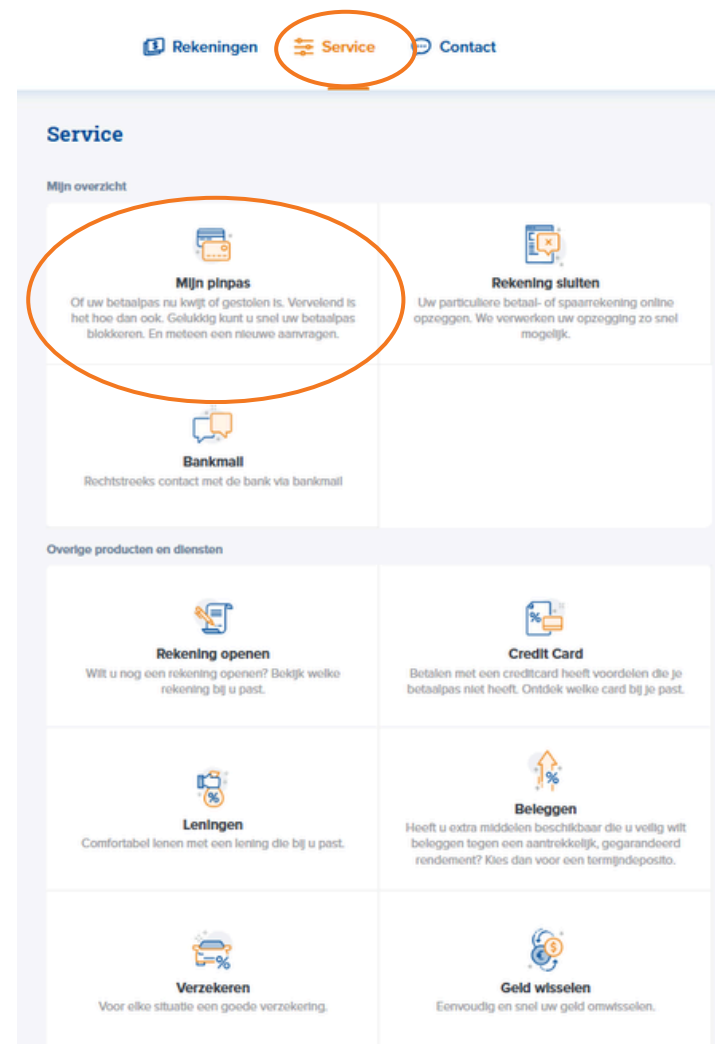 Rekeningen Service Contact
Service
Mijn overzicht
Mijn pinpas
Of uw betaalpas nu kwijt of gestolen is. Vervelend is
het hoe dan ook. Gelukkig kunt u snel uw betaalpas
blokkeren. En meteen een nieuwe aanvragen.
Rekening sluiten
Uw particuliere betaal- of spaarrekening online
opzeggen. We verwerken uw opzegging zo snel
mogelijk.
Bankmail
Rechtstreeks contact met de bank via bankmail
Overige producten en diensten
Rekening openen
Wilt u nog een rekening openen? Bekijk welke
rekening bij u past.
Credit Card
Betalen met een creditcard heeft voordelen die je
betaalpas niet heeft. Ontdek welke card bij je past.
Leningen
Comfortabel lenen met een lening die bij u past.
Beleggen
Heeft u extra middelen beschikbaar die u veilig wilt
beleggen tegen een aantrekkelijk, gegarandeerd
rendement? Kies dan voor een termijndeposito.
Verzekeren
Voor elke situatie een goede verzekering.
Geld wisselen
Eenvoudig en snel uw geld omwisselen.